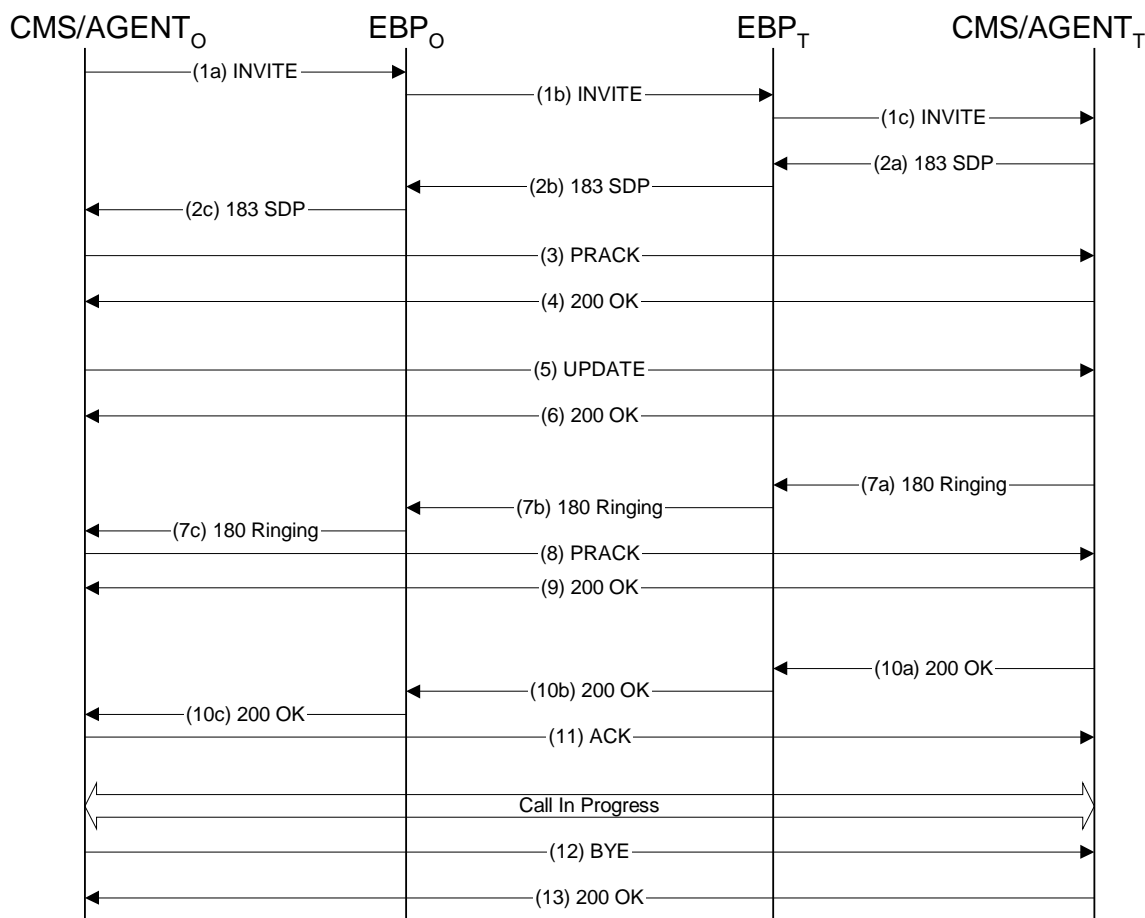 CMS/AGENTO EBPO EBPT CMS/AGENTT
(1a) INVITE
(1b) INVITE
(1c) INVITE
(2a) 183 SDP
(2b) 183 SDP
(2c) 183 SDP
(3) PRACK
(4) 200 OK
(5) UPDATE
(6) 200 OK
(7a) 180 Ringing
(7b) 180 Ringing
(7c) 180 Ringing
(8) PRACK
(9) 200 OK
(10a) 200 OK
(10b) 200 OK
(10c) 200 OK
(11) ACK
Call In Progress
(12) BYE
(13) 200 OK